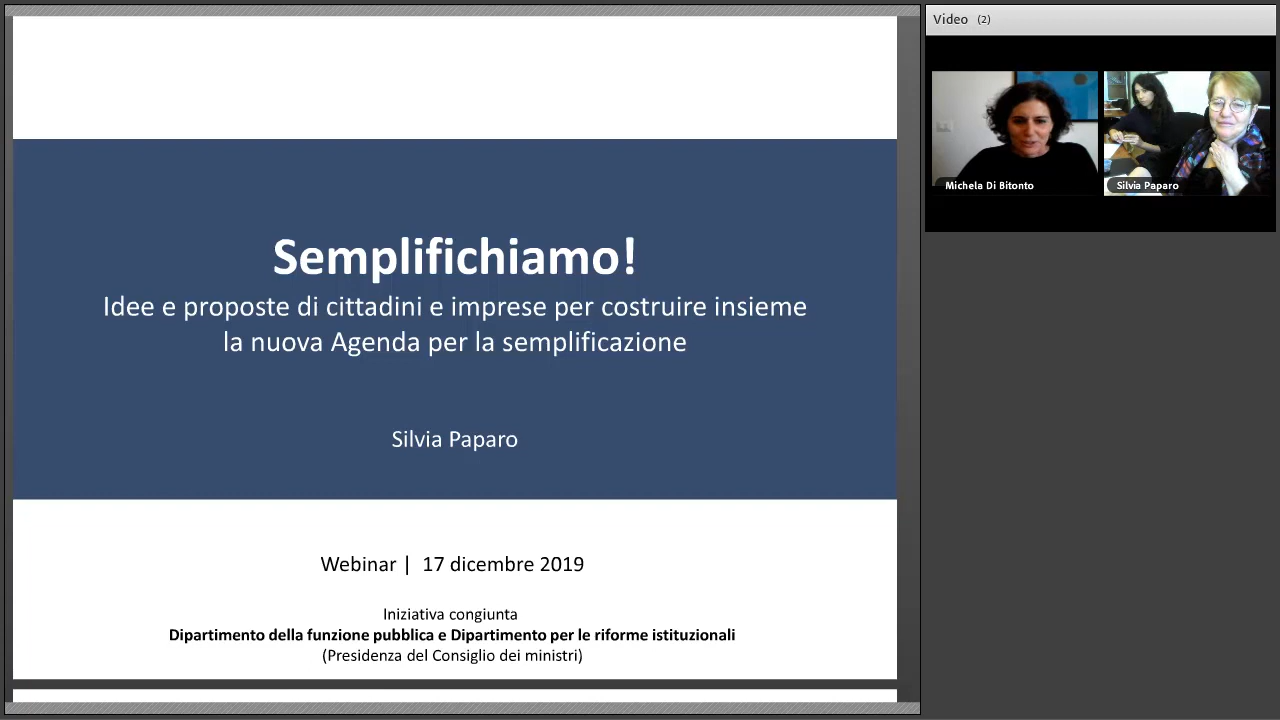 Semplifichiamo!
Idee e proposte di cittadini e imprese per costruire insieme
la nuova Agenda per la semplificazione
Silvia Paparo
Webinar | 17 dicembre 2019
Iniziativa congiunta
Dipartimento della funzione pubblica e Dipartimento per le riforme istituzionali
(Presidenza del Consiglio dei ministri)
Video (2)
Michela Di Bitonto
Silvia Paparo